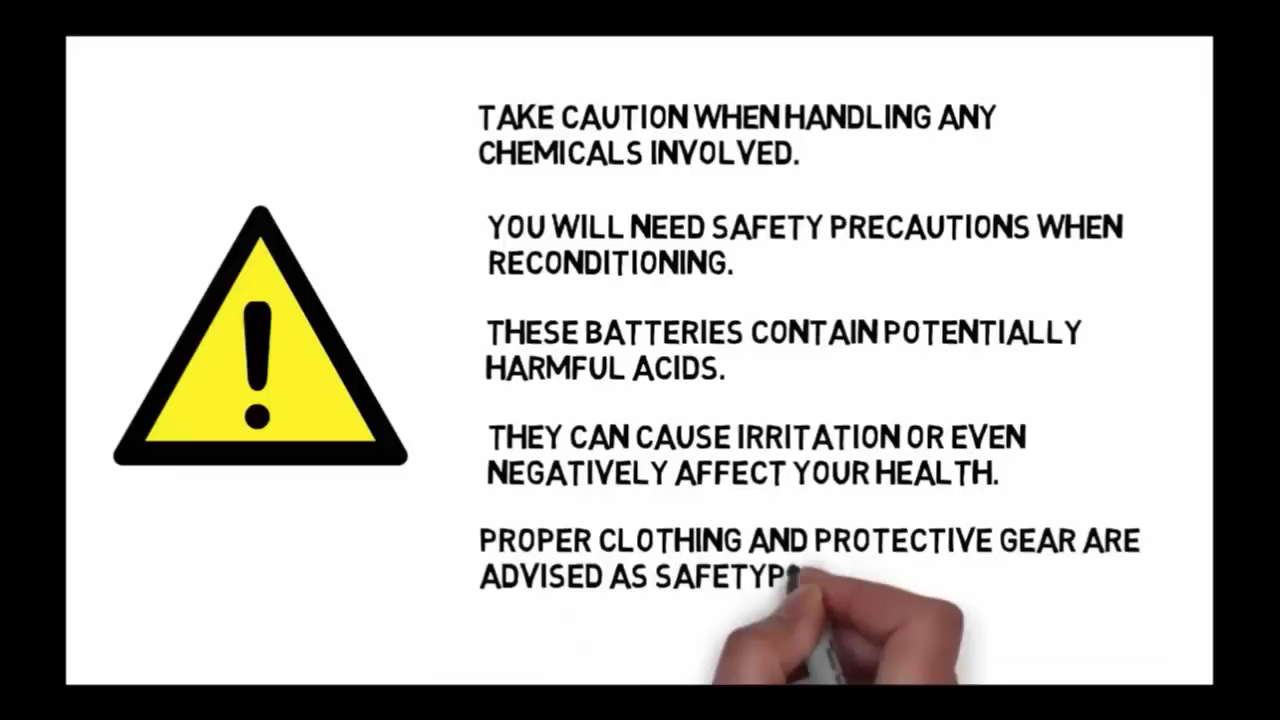 TAKE CAUTION WHEN HANDLING ANY
CHEMICALS INVOLVED.
YOU WILL NEED SAFETY PRECAUTIONS WHEN
RECONDITIONING.
THESE BATTERIES CONTAIN POTENTIALLY
HARMFUL ACIDS.
THEY CAN CAUSE IRRITATION OR EVEN
NEGATIVELY AFFECT YOUR HEALTH.
PROPER CLOTHING AND PROTECTIVE GEAR ARE
ADVISED AS SAFETY